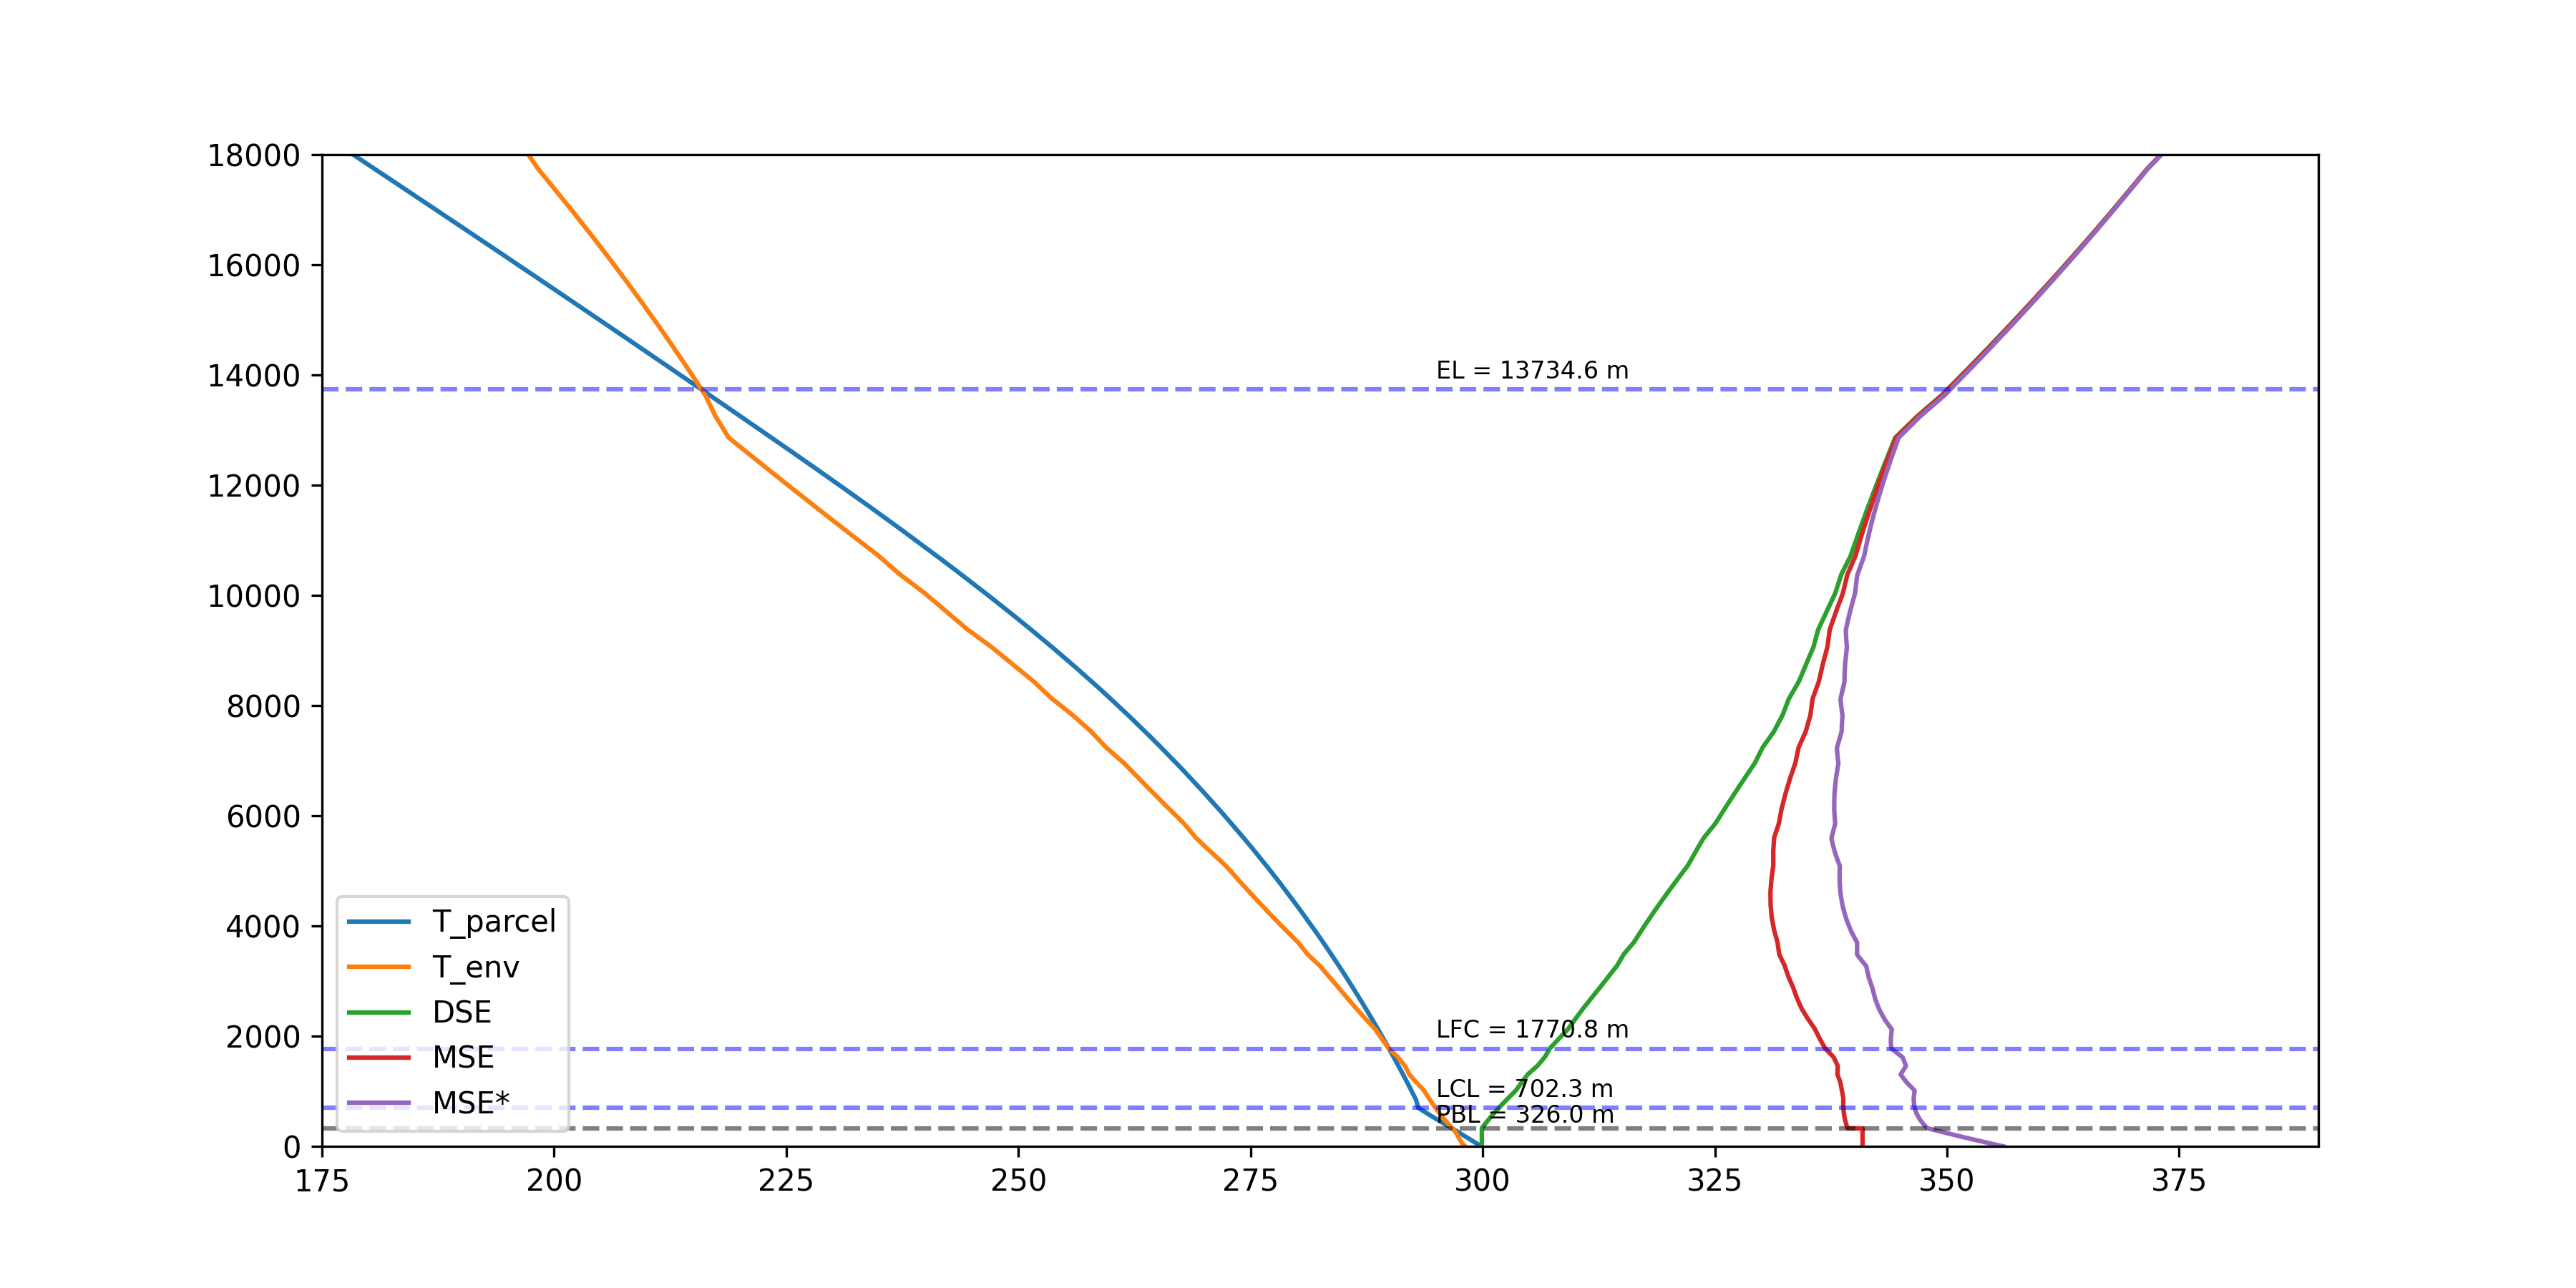 18000
16000
14000
12000
10000
8000
6000
4000
2000
0
EL = 13734.6 m
LFC = 1770.8 m
LCL = 702.3 m
PBL = 326.0 m
T_parcel
T_env
DSE
MSE
MSE*
175 200 225 250 275 300 325 350 375